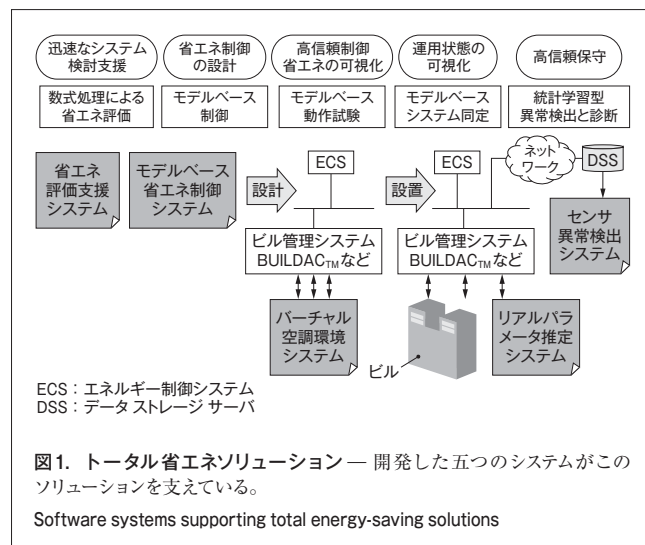 迅速なシステム
検討支援
省エネ制御
の設計
高信頼制御
省エネの可視化
運用状態の
可視化
高信頼保守
数式処理による
省エネ評価
モデルベース
制御
モデルベース
動作試験
モデルベース
システム同定
統計学習型
異常検出と診断
省エネ
評価支援
システム
モデルベース
省エネ制御
システム
設計
ECS
ビル管理システム
BUILDAC™など
バーチャル
空調環境
システム
設置
ECS
ビル管理システム
BUILDAC™など
ビル
リアルパラ
メータ推定
システム
ネット
ワーク
DSS
センサ
異常検出
システム
ECS：エネルギー制御システム
DSS：データ ストレージ サーバ
図1. トータル省エネソリューション — 開発した五つのシステムがこの
ソリューションを支えている。
Software systems supporting total energy-saving solutions